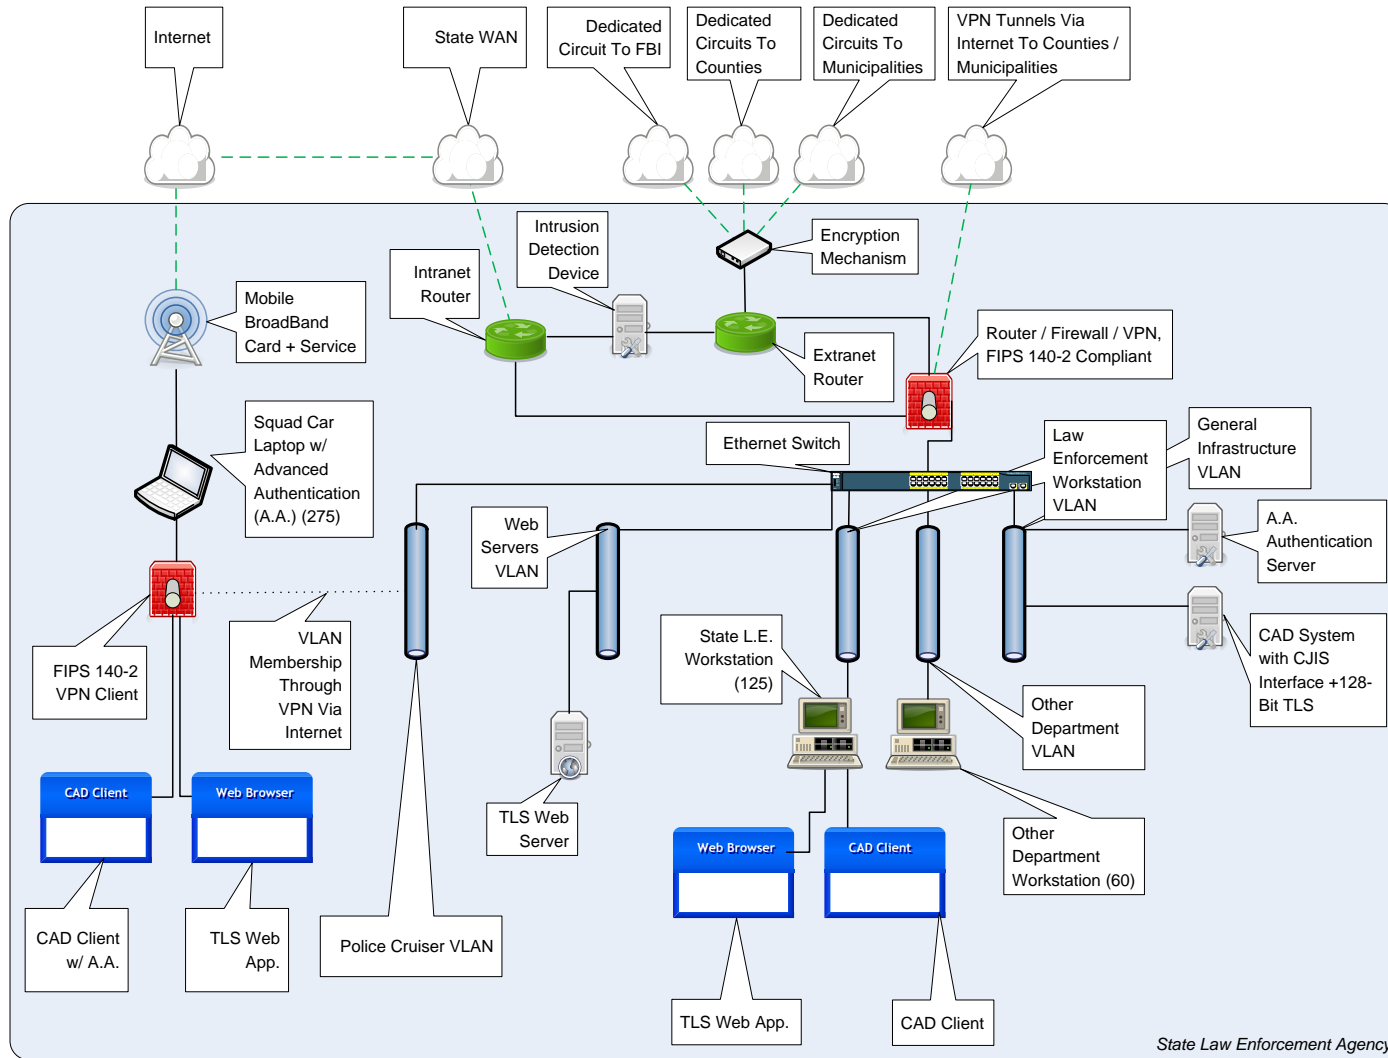 Internet
State WAN
Dedicated
Circuit To FBI
Dedicated
Circuits To
Counties
Dedicated
Circuits To
Municipalities
VPN Tunnels Via
Internet To Counties /
Municipalities
Intrusion
Detection
Device
Encryption
Mechanism
Intranet
Router
Mobile
BroadBand
Card + Service
Extranet
Router
Router / Firewall / VPN,
FIPS 140-2 Compliant
Squad Car
Laptop w/
Advanced
Authentication
(A.A.) (275)
Ethernet Switch
Law
Enforcement
Workstation
VLAN
General
Infrastructure
VLAN
Web
Servers
VLAN
A.A.
Authentication
Server
FIPS 140-2
VPN Client
VLAN
Membership
Through
VPN Via
Internet
State L.E.
Workstation
(125)
CAD System
with CJIS
Interface +128-
Bit TLS
Other
Department
VLAN
CAD Client
Web Browser
TLS Web
Server
Web Browser
CAD Client
Other
Department
Workstation (60)
CAD Client
w/ A.A.
TLS Web
App.
Police Cruiser VLAN
TLS Web App.
CAD Client
State Law Enforcement Agency